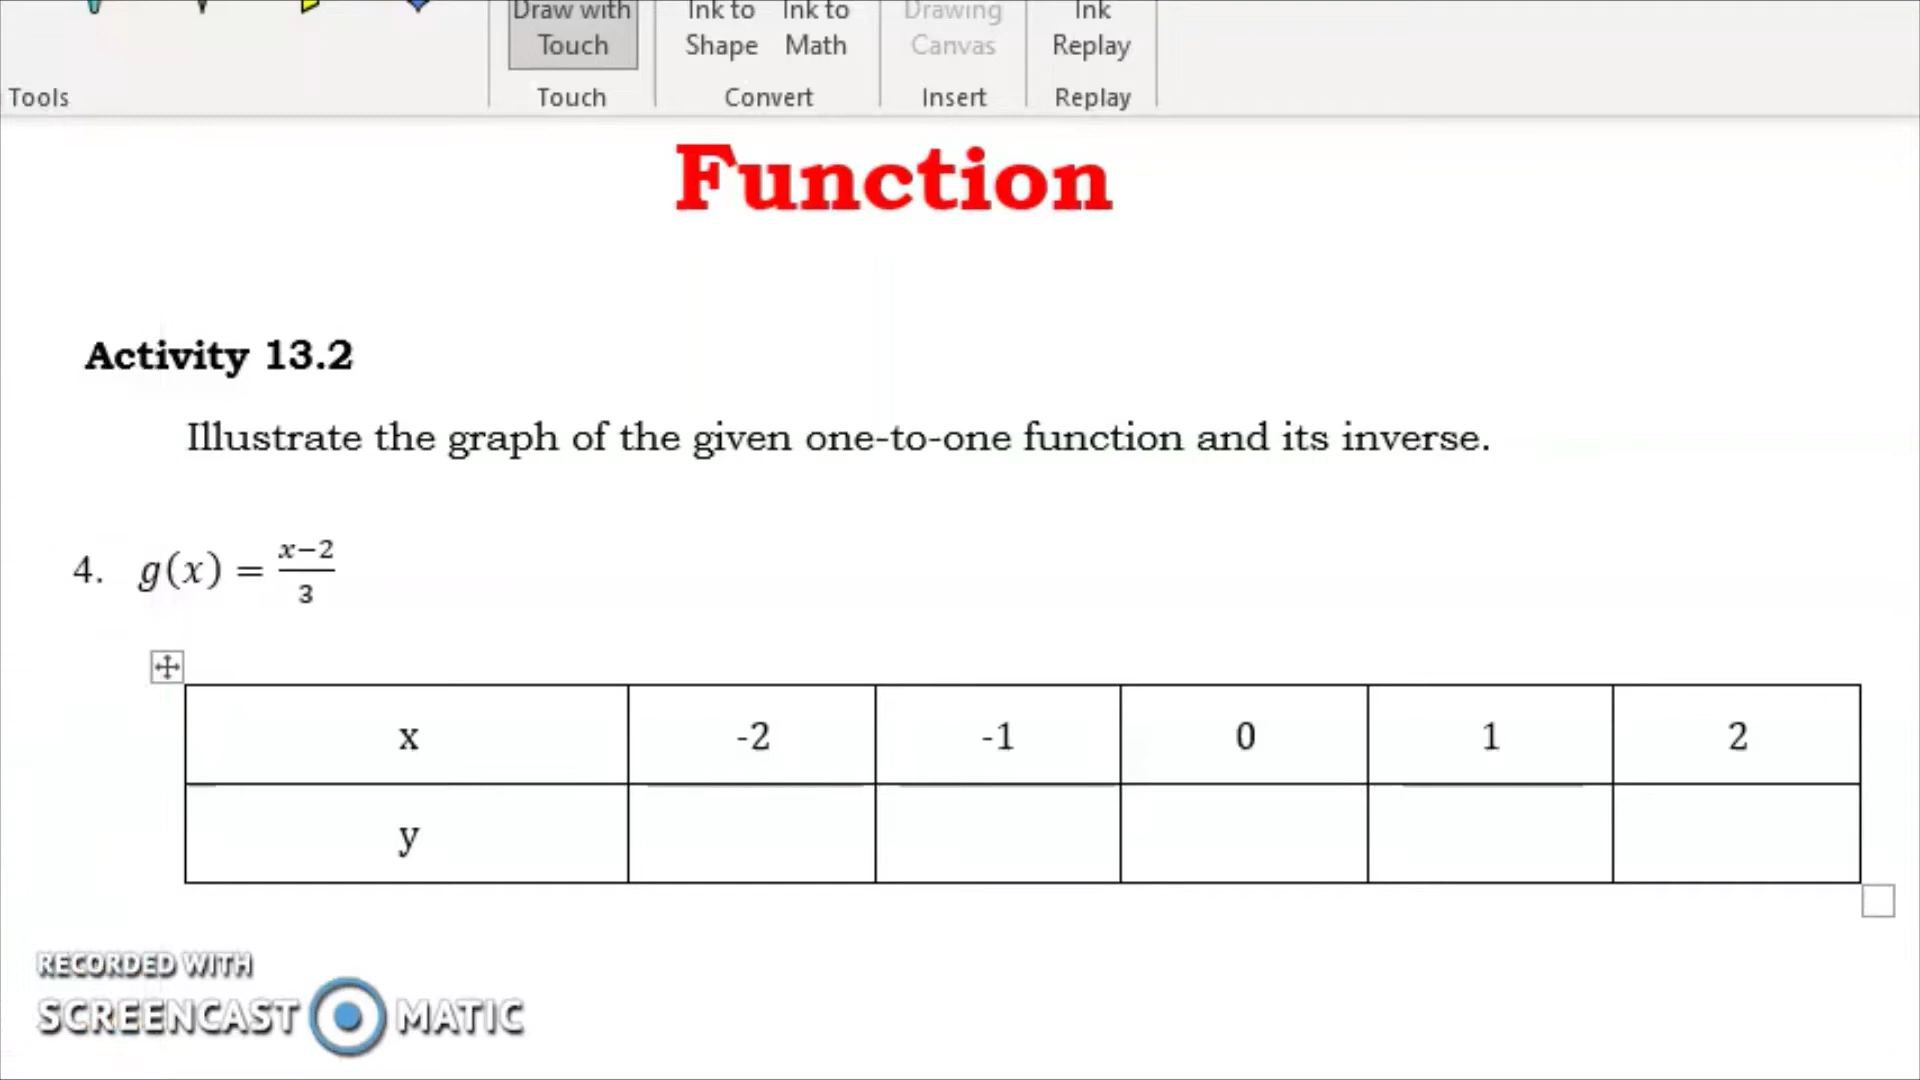 Draw with Touch
Ink to Shape
Ink to Math
Drawing Canvas
Ink Replay
Tools
Touch
Convert
Insert
Replay
Function
Activity 13.2
Illustrate the graph of the given one-to-one function and its inverse.
4. g(x) = x−2/3
x -2 -1 0 1 2
y
RECORDED WITH
SCREENCAST MATIC